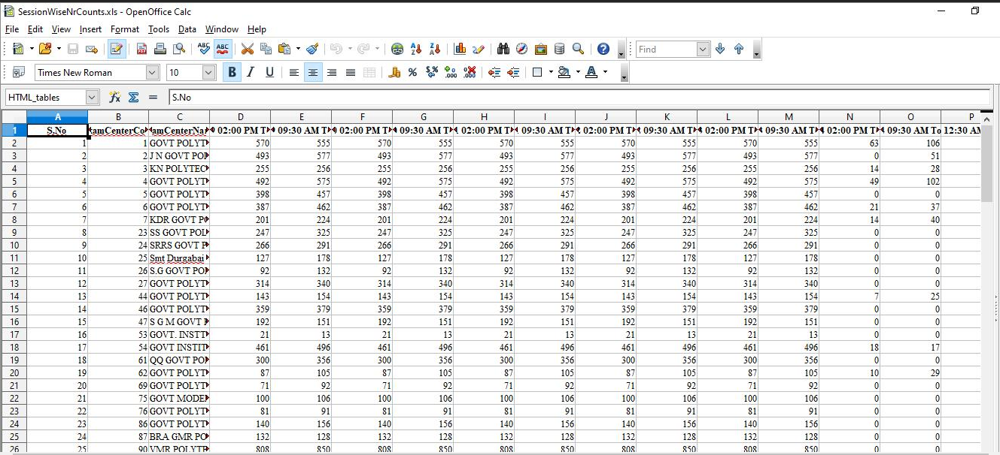 SessionWiseNrCounts.xls - OpenOffice Calc
File Edit View Insert Format Tools Data Window Help
Find
Times New Roman 10 B I U
HTML_tables S.No
A B C D E F G H I J K L M N O P
1 S.No amCenterCo amCenterNa 02:00 PM T 09:30 AM T 02:00 PM T 09:30 AM T 02:00 PM T 09:30 AM T 02:00 PM T 09:30 AM T 02:00 PM T 09:30 AM T 02:00 PM T 09:30 AM To 12:30 AM
2 1 1 GOVT POLYT 570 555 570 555 570 555 570 555 570 555 63 106
3 2 2 J N GOVT POI 493 577 493 577 493 577 493 577 493 577 0 51
4 3 3 KN POLYTEC 255 256 255 256 255 256 255 256 255 256 14 28
5 4 4 GOVT POLYT 492 575 492 575 492 575 492 575 492 575 49 102
6 5 5 GOVT POLYT 398 457 398 457 398 457 398 457 398 457 0 0
7 6 6 GOVT POLYT 387 462 387 462 387 462 387 462 387 462 21 37
8 7 7 KDR GOVT PO 201 224 201 224 201 224 201 224 201 224 14 40
9 8 23 SS GOVT POL 247 325 247 325 247 325 247 325 247 325 0 0
10 9 24 SRRS GOVT P 266 291 266 291 266 291 266 291 266 291 0 0
11 10 25 Smt Durgabai 127 178 127 178 127 178 127 178 127 178 0 0
12 11 26 S.G GOVT PO 92 132 92 132 92 132 92 132 92 132 0 0
13 12 27 GOVT POLYT 314 340 314 340 314 340 314 340 314 340 0 0
14 13 44 GOVT POLYT 143 154 143 154 143 154 143 154 143 154 7 25
15 14 46 GOVT POLYT 359 379 359 379 359 379 359 379 359 379 0 0
16 15 47 S G M GOVT P 192 151 192 151 192 151 192 151 192 151 0 0
17 16 53 GOVT. INSTT 21 13 21 13 21 13 21 13 21 13 0 0
18 17 54 GOVT INSTIT 461 496 461 496 461 496 461 496 461 496 18 17
19 18 61 QQ GOVT PO 300 356 300 356 300 356 300 356 300 356 0 0
20 19 62 GOVT POLYT 87 105 87 105 87 105 87 105 87 105 10 29
21 20 69 GOVT POLYT 71 92 71 92 71 92 71 92 71 92 0 0
22 21 75 GOVT MODE 100 106 100 106 100 106 100 106 100 106 0 0
23 22 76 GOVT POLYT 81 91 81 91 81 91 81 91 81 91 0 0
24 23 86 GOVT POLYT 140 156 140 156 140 156 140 156 140 156 0 0
25 24 87 BRA GMR PO 132 128 132 128 132 128 132 128 132 128 0 0
26 25 90 VMR POLYTE 808 850 808 850 808 850 808 850 808 850 0 0